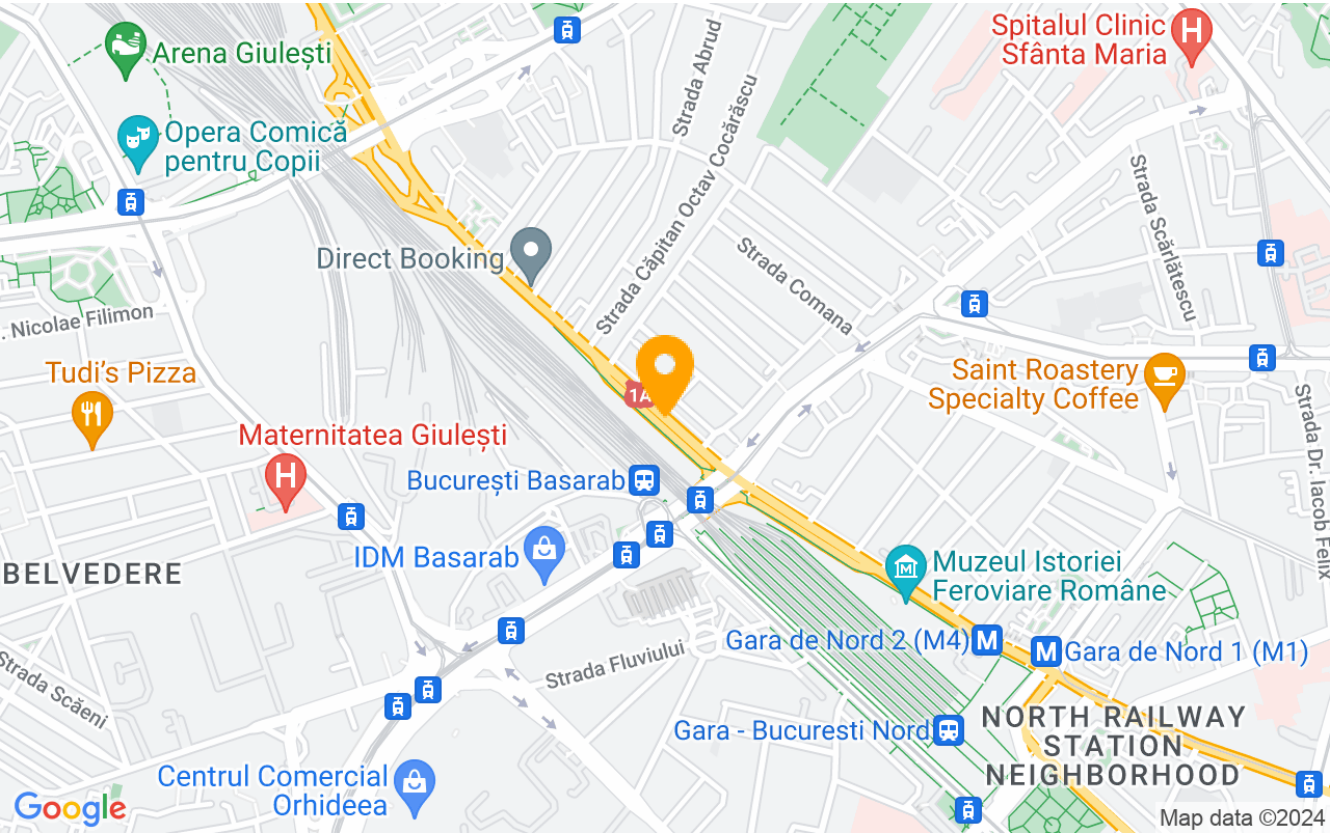 Spitalul Clinic
Sfânta Maria
Arena Giulești
Strada Abrud
Opera Comică
pentru Copii
Strada Căpitan Octav Cocărăscu
Strada Scărlătescu
Direct Booking
Strada Comana
. Nicolae Filimon
Tudi's Pizza
Saint Roastery
Specialty Coffee
1A
Strada Dr. Iacob Felix
Maternitatea Giulești
București Basarab
IDM Basarab
BELVEDERE
Muzeul Istoriei
Feroviare Române
Gara de Nord 2 (M4)
Gara de Nord 1 (M1)
Strada Fluviului
Strada Scăeni
Gara - Bucuresti Nord
NORTH RAILWAY
STATION
NEIGHBORHOOD
Centrul Comercial
Orhideea
Google
Map data ©2024